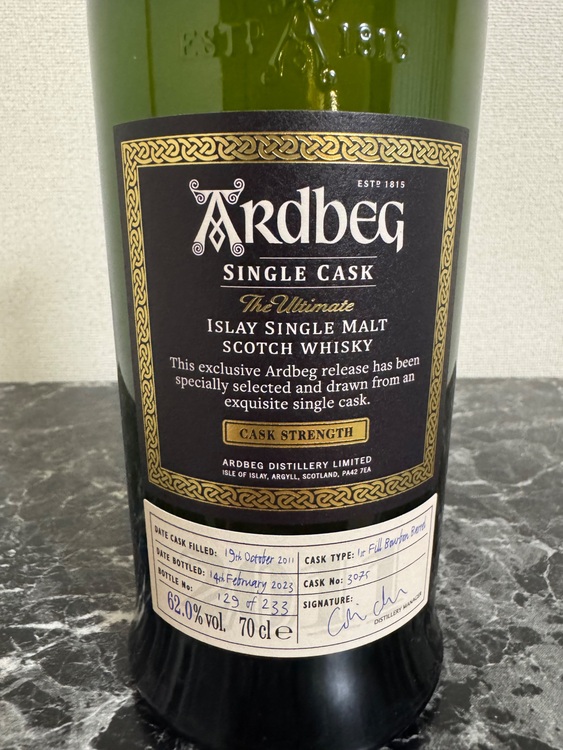 ESTD 1815
ESTD 1815
ARDBEG
SINGLE CASK
The Ultimate
ISLAY SINGLE MALT
SCOTCH WHISKY
This exclusive Ardbeg release has been
specially selected and drawn from an
exquisite single cask.
CASK STRENGTH
ARDBEG DISTILLERY LIMITED
ISLE OF ISLAY, ARGYLL, SCOTLAND, PA42 7EA
DATE CASK FILLED: 19th October 2011
DATE BOTTLED: 14th February 2023
BOTTLE No: 129 of 233
62.0% vol. 70 cl e
CASK TYPE: 1st Fill Bourbon Barrel
CASK No: 3075
SIGNATURE:
DISTILLERY MANAGER